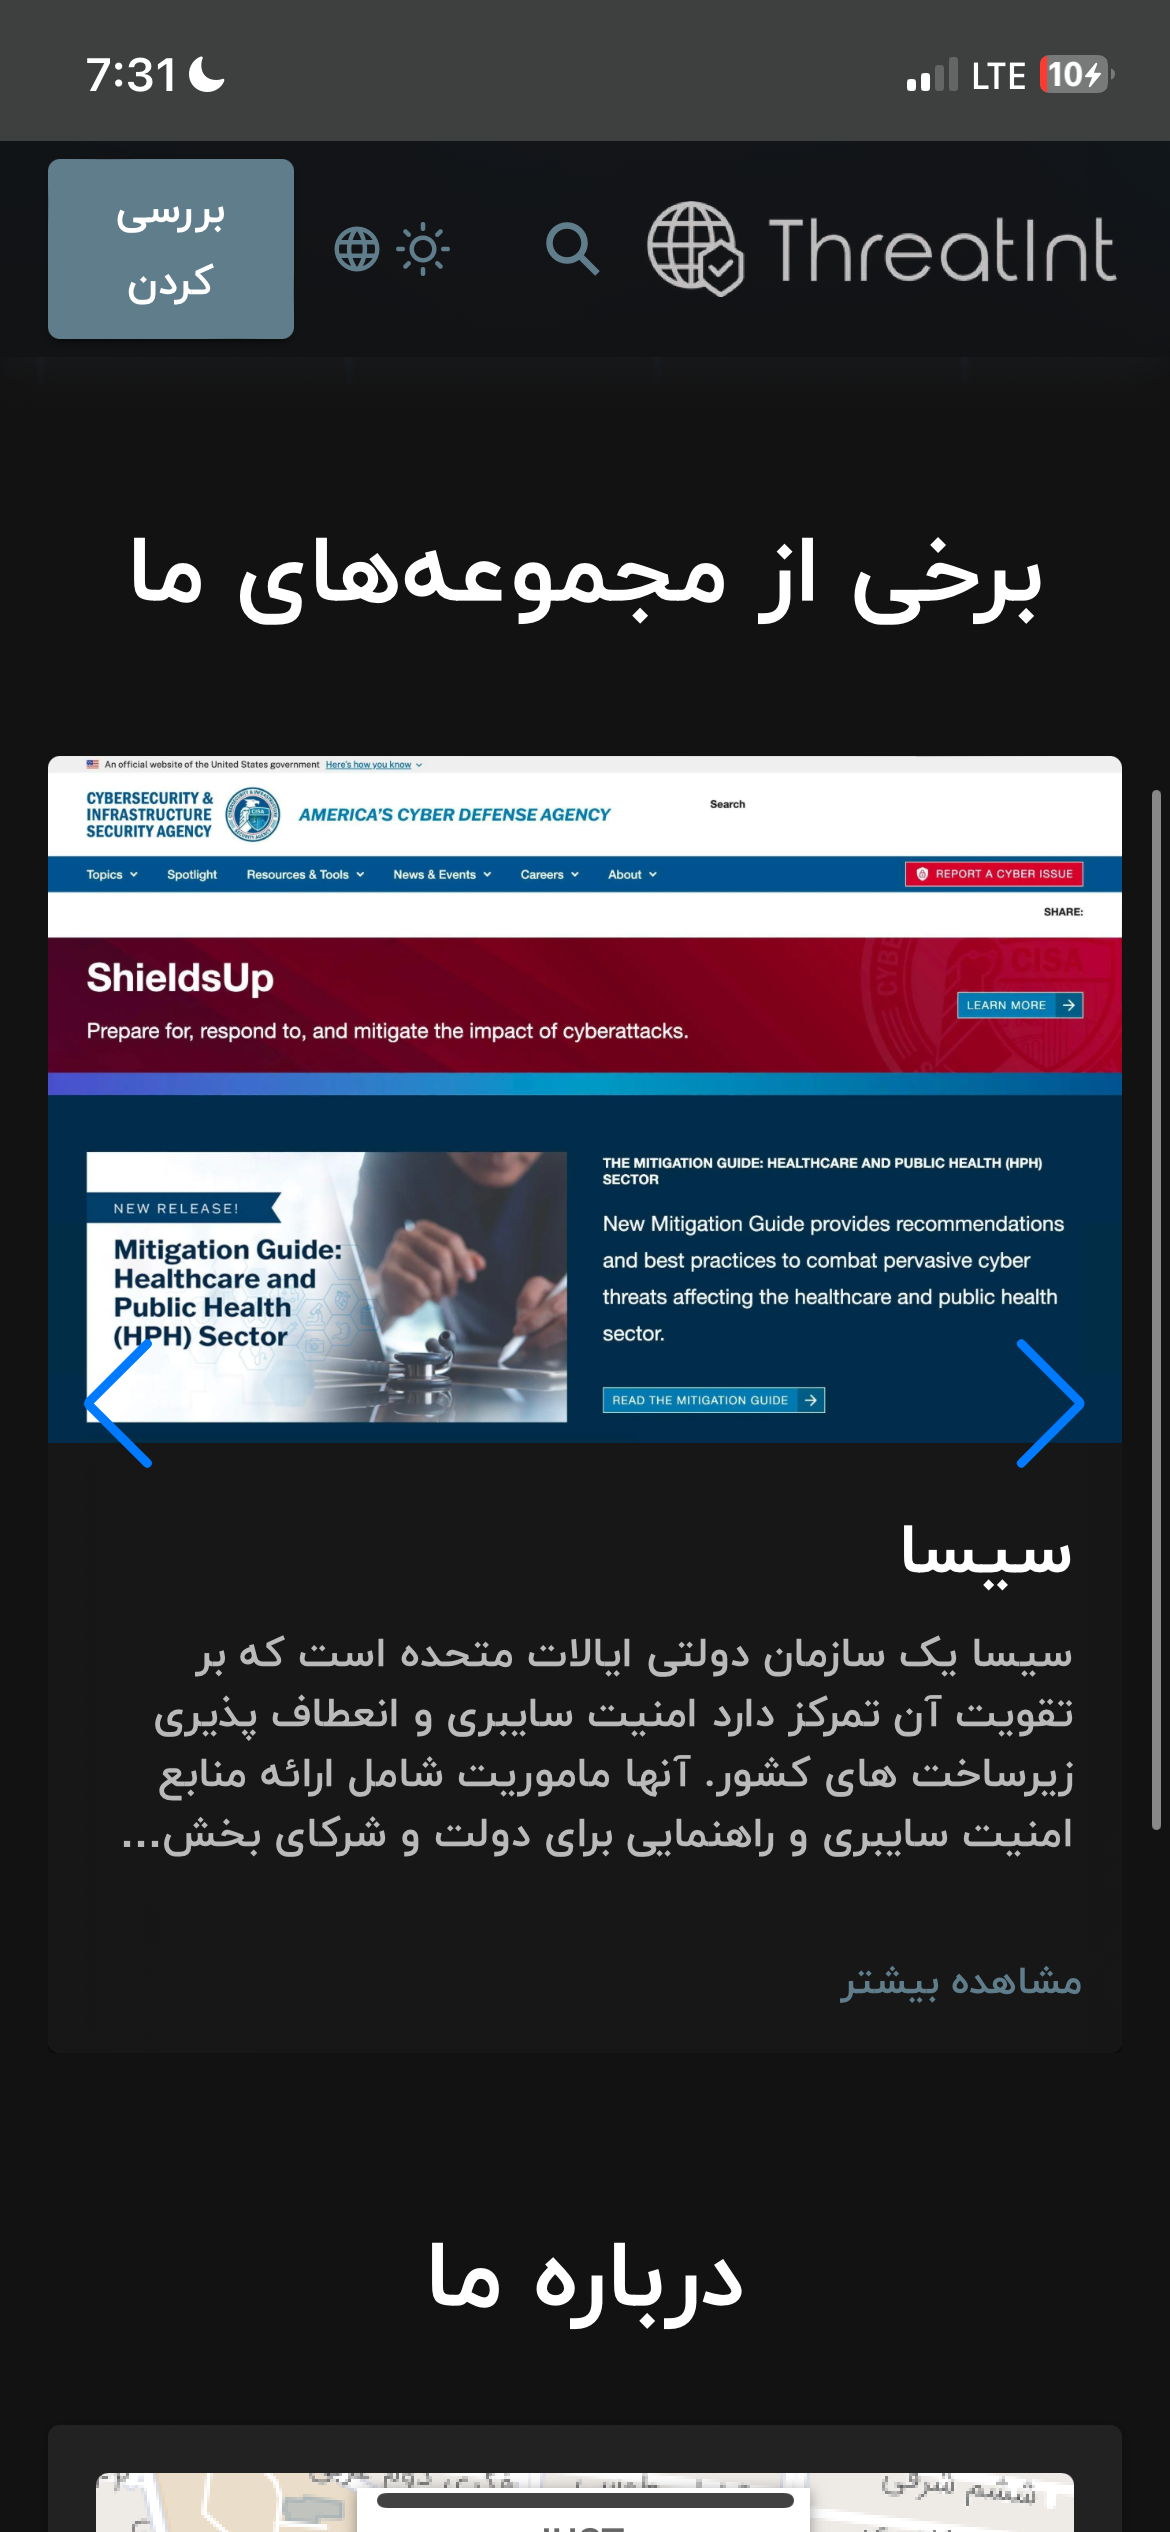 7:31
LTE
10
ThreatInt
بررسی
کردن
برخی از مجموعه‌های ما
An official website of the United States government Here's how you know
CYBERSECURITY &
INFRASTRUCTURE
SECURITY AGENCY
AMERICA'S CYBER DEFENSE AGENCY
Search
Topics Spotlight Resources & Tools News & Events Careers About
REPORT A CYBER ISSUE
SHARE:
ShieldsUp
Prepare for, respond to, and mitigate the impact of cyberattacks.
LEARN MORE
CISA
NEW RELEASE!
Mitigation Guide:
Healthcare and
Public Health
(HPH) Sector
THE MITIGATION GUIDE: HEALTHCARE AND PUBLIC HEALTH (HPH)
SECTOR
New Mitigation Guide provides recommendations
and best practices to combat pervasive cyber
threats affecting the healthcare and public health
sector.
READ THE MITIGATION GUIDE
سیسا
سیسا یک سازمان دولتی ایالات متحده است که بر
تقویت آن تمرکز دارد امنیت سایبری و انعطاف پذیری
زیرساخت های کشور. آنها ماموریت شامل ارائه منابع
امنیت سایبری و راهنمایی برای دولت و شرکای بخش...
مشاهده بیشتر
درباره ما
ششم شرقی